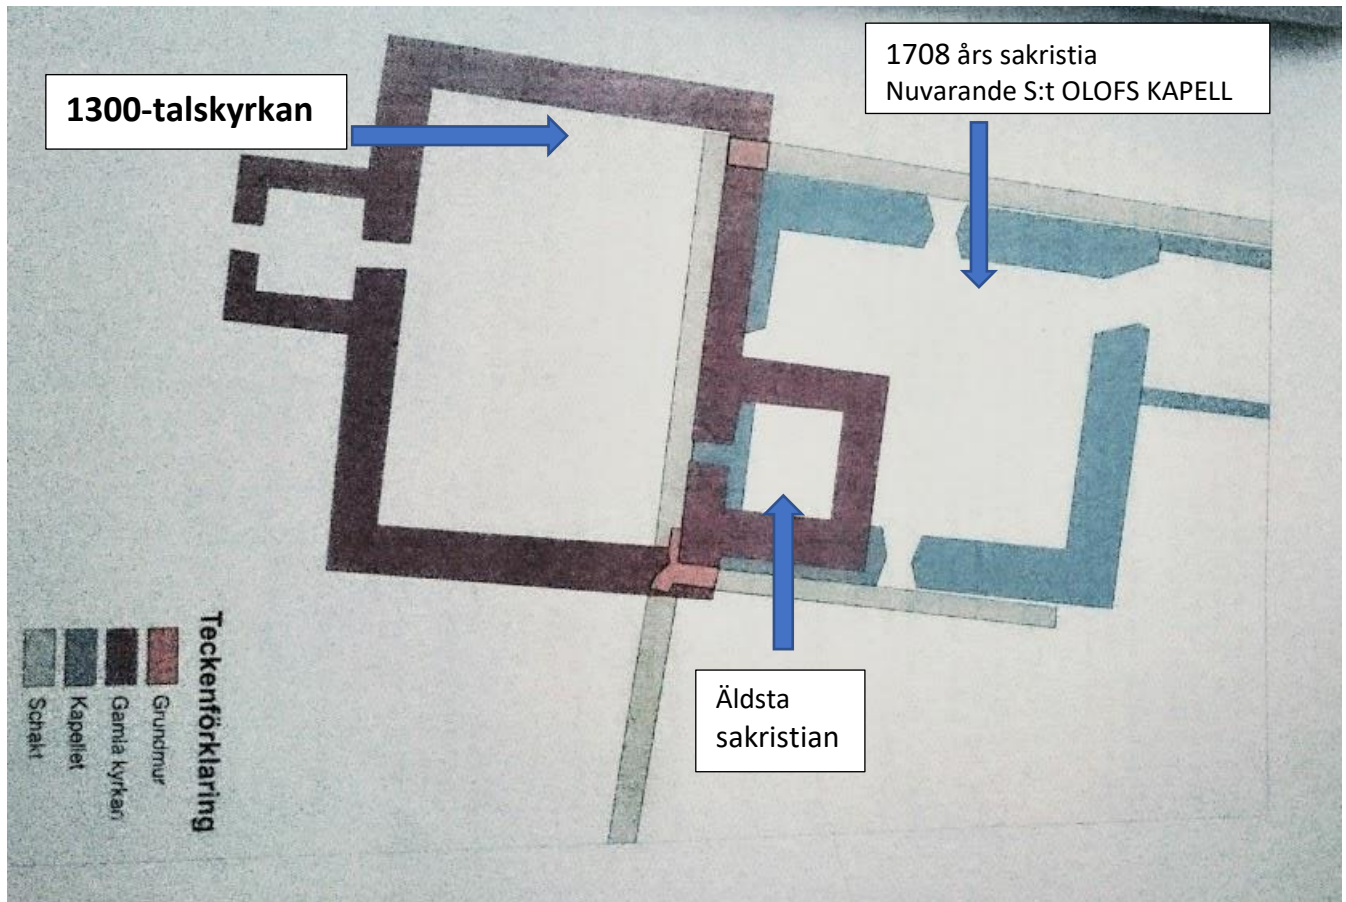 1300-talskyrkan
1708 års sakristia
Nuvarande S:t OLOFS KAPELL
Äldsta
sakristian
Teckenförklaring
Grundmur
Gamla kyrkan
Kapellet
Schakt